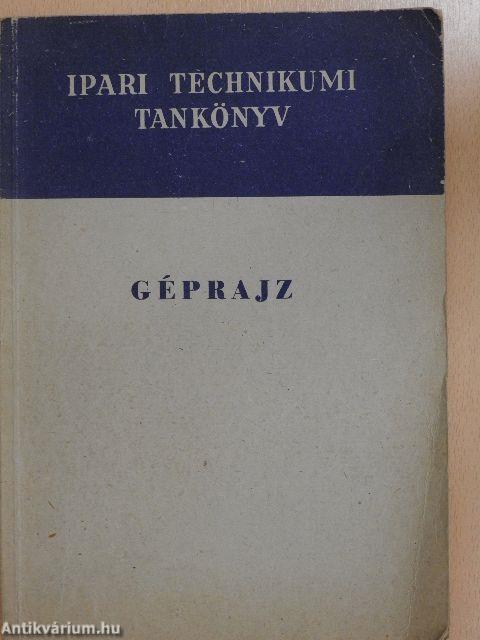 IPARI TECHNIKUMI
TANKÖNYV
GÉPRAJZ
Antikvárium.hu